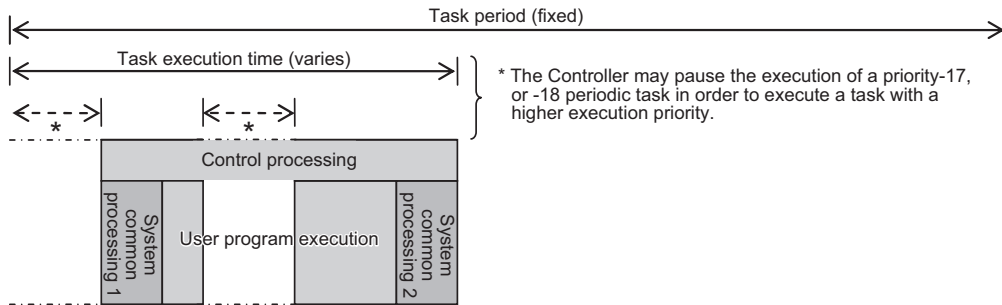 Task period (fixed)
Task execution time (varies)
* The Controller may pause the execution of a priority-17,
or -18 periodic task in order to execute a task with a
higher execution priority.
*
*
Control processing
System
common
processing 1
User program execution
System
common
processing 2